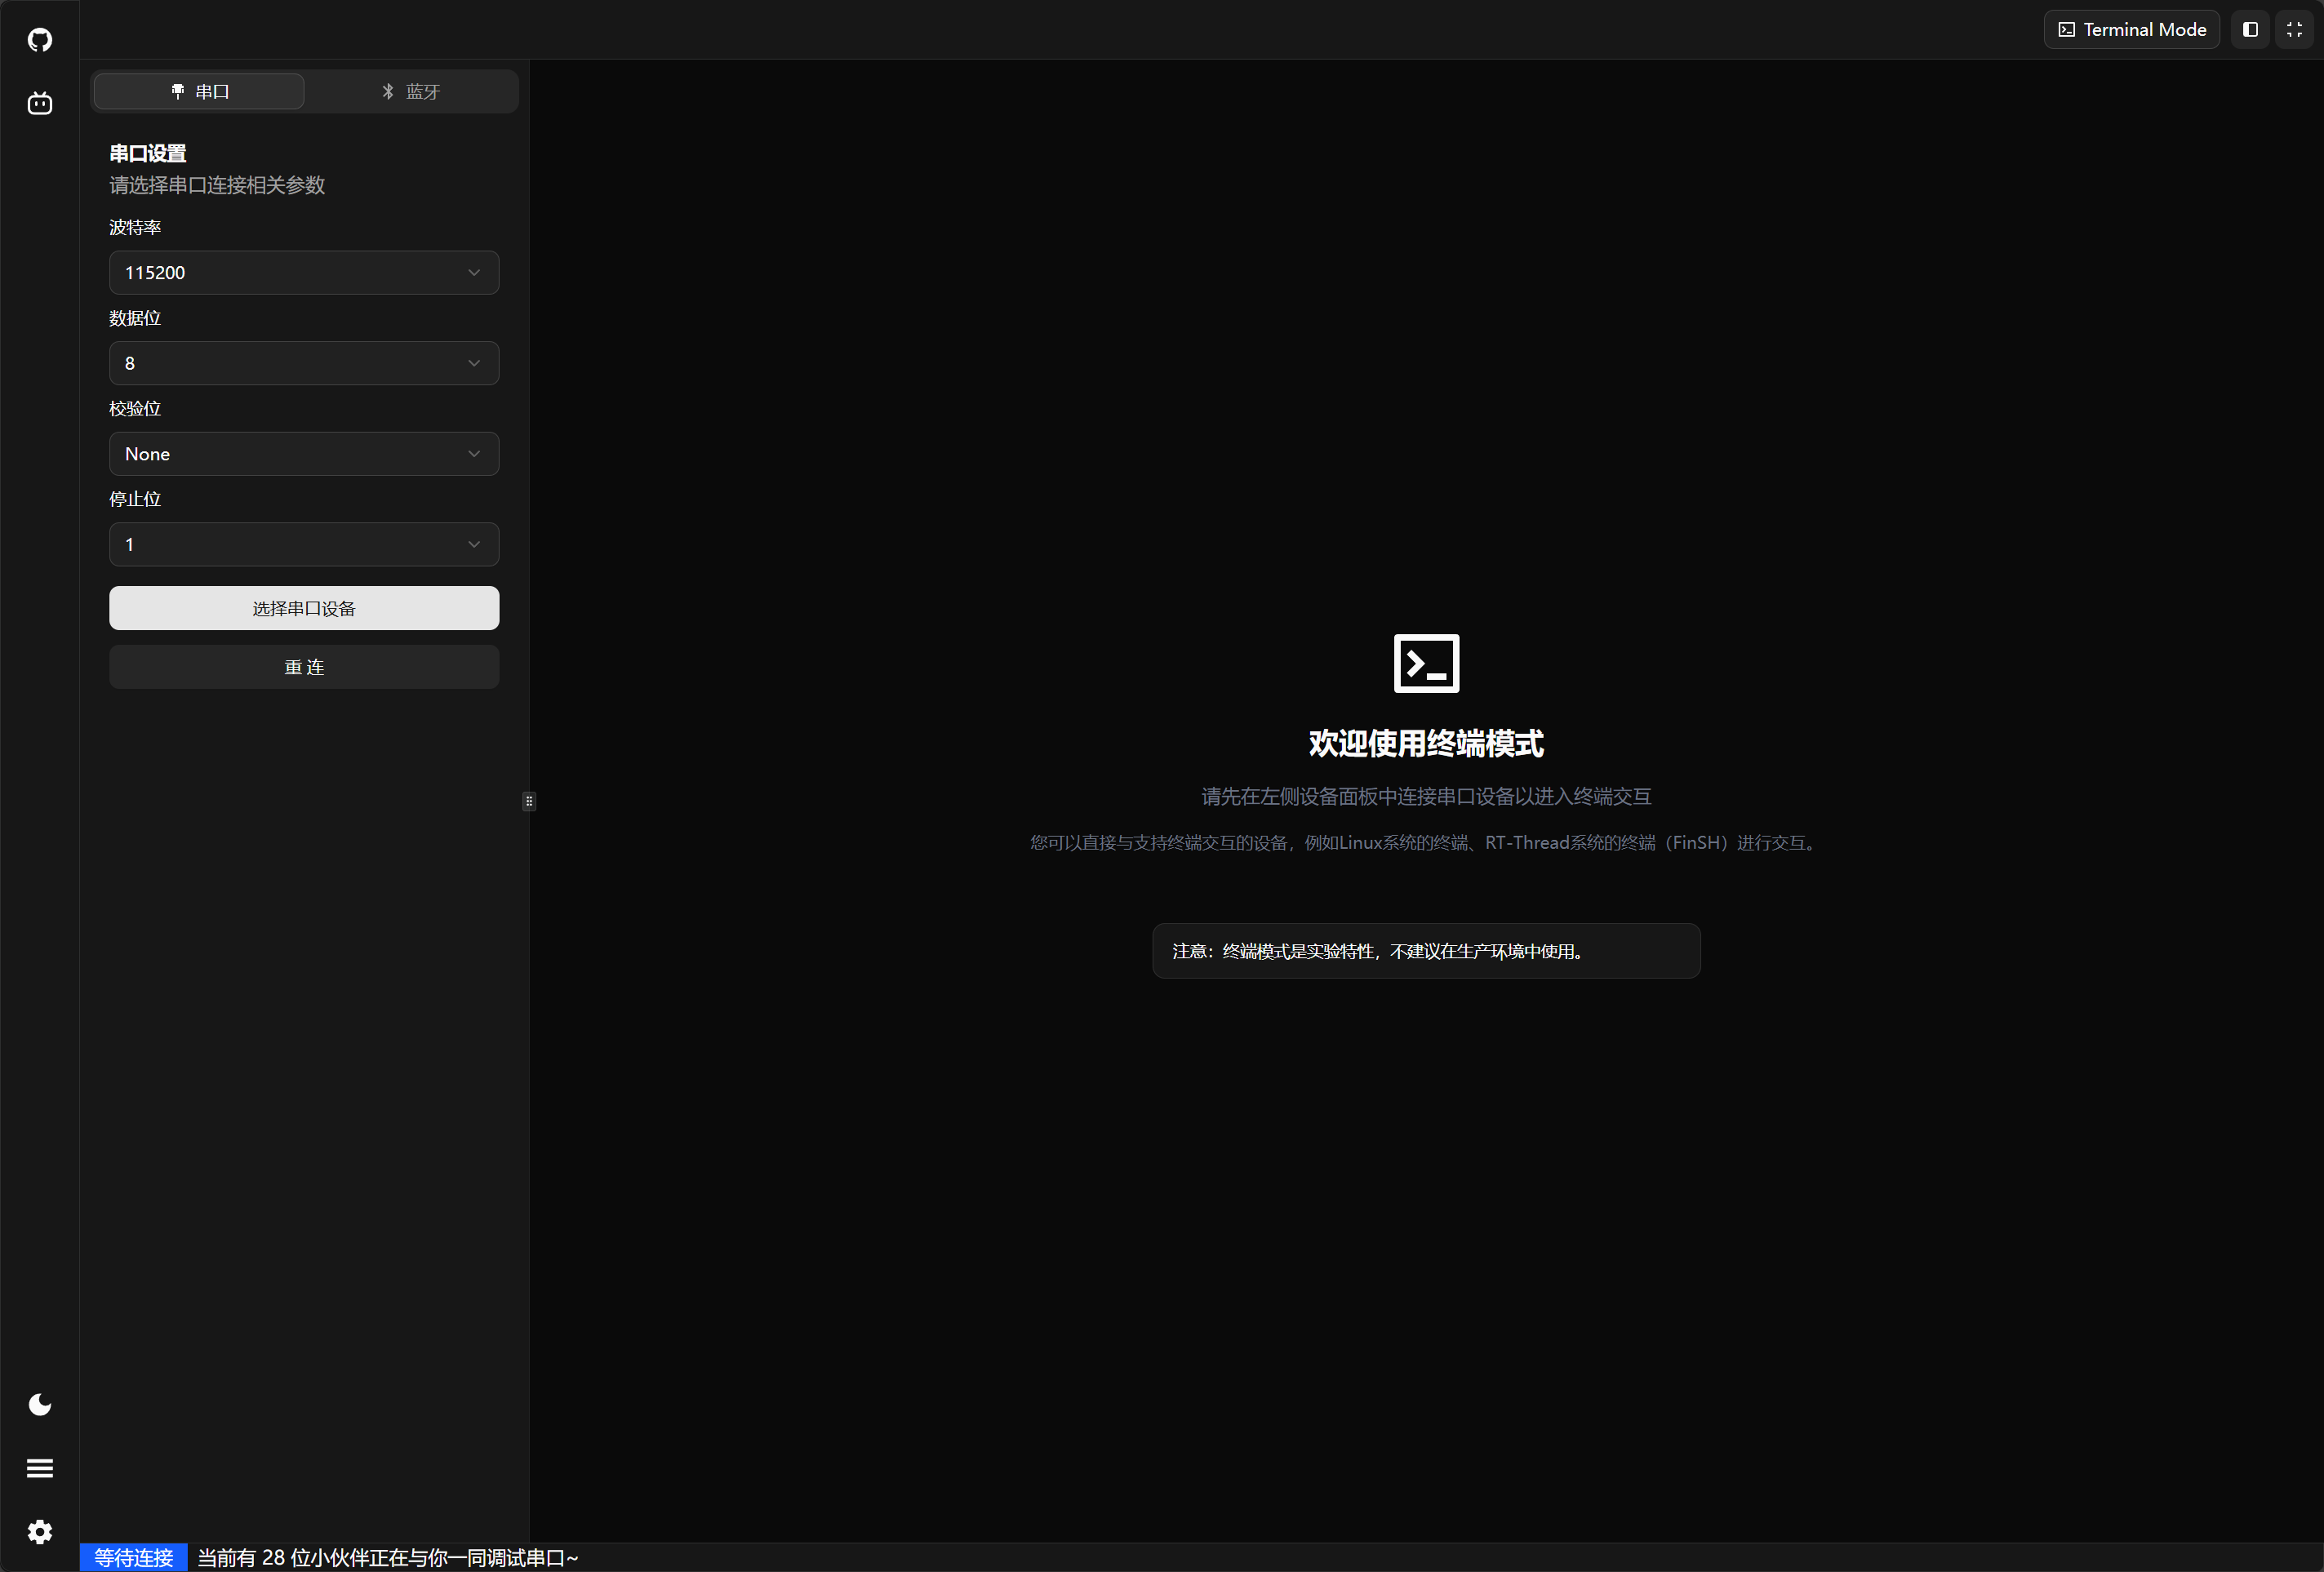 Terminal Mode
串口
蓝牙
串口设置
请选择串口连接相关参数
波特率
115200
数据位
8
校验位
None
停止位
1
选择串口设备
重 连
欢迎使用终端模式
请先在左侧设备面板中连接串口设备以进入终端交互
您可以直接与支持终端交互的设备，例如Linux系统的终端、RT-Thread系统的终端（FinSH）进行交互。
注意：终端模式是实验特性，不建议在生产环境中使用。
等待连接
当前有 28 位小伙伴正在与你一同调试串口~